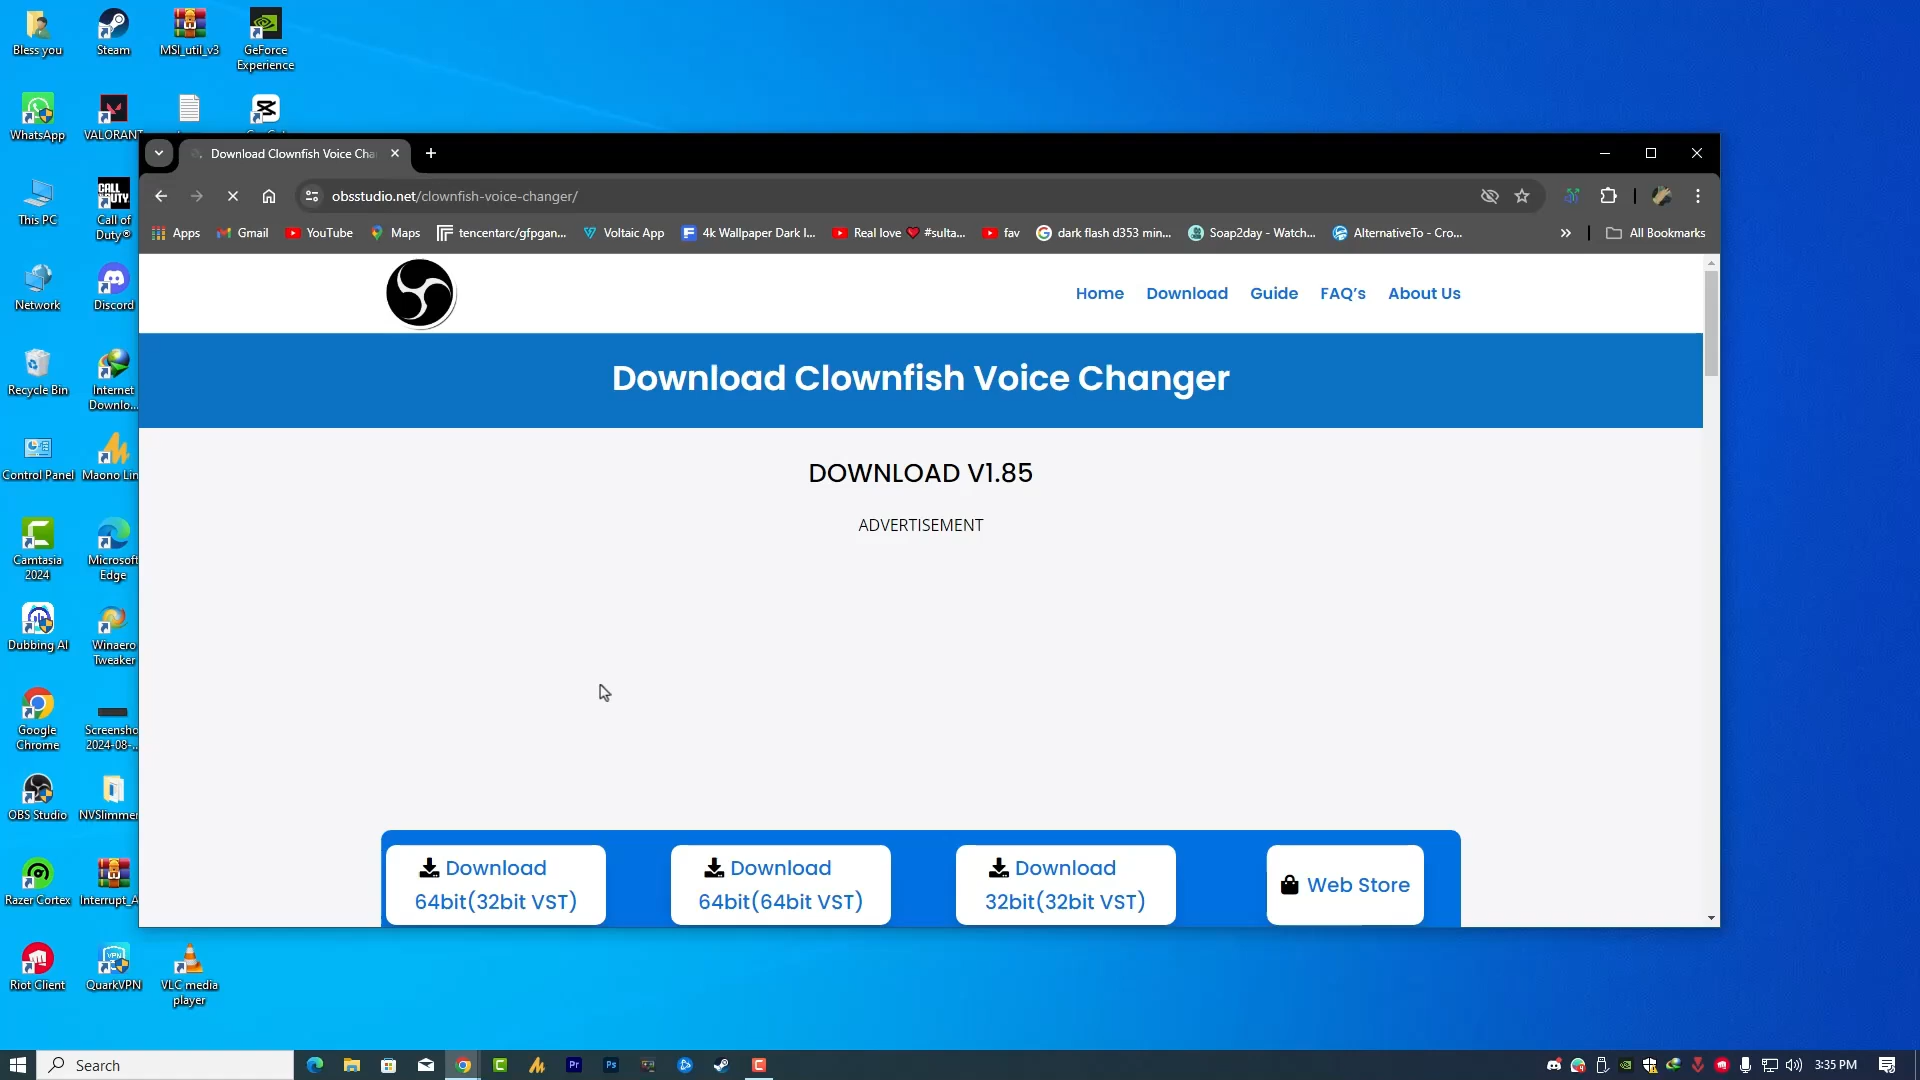 Bless you
Steam
MSI_util_v3
GeForce
Experience
WhatsApp
VALORANT
This PC
CALL OF DUTY
Call of
Duty®
Network
Discord
Recycle Bin
Internet
Downlo...
Control Panel
Maono Lin
Camtasia
2024
Microsoft
Edge
Dubbing AI
Winaero
Tweaker
Google
Chrome
Screensho
2024-08-...
OBS Studio
NVSlimmer
Razer Cortex
Interrupt_A
Riot Client
VPN
QuarkVPN
VLC media
player
Download Clownfish Voice Cha
obsstudio.net/clownfish-voice-changer/
Apps
Gmail
YouTube
Maps
tencentarc/gfpgan...
Voltaic App
4k Wallpaper Dark I...
Real love ❤ #sulta...
fav
dark flash d353 min...
Soap2day - Watch...
AlternativeTo - Cro...
»
All Bookmarks
Home Download Guide FAQ’s About Us
Download Clownfish Voice Changer
DOWNLOAD V1.85
ADVERTISEMENT
Download
64bit(32bit VST)
Download
64bit(64bit VST)
Download
32bit(32bit VST)
Web Store
Search
Pr
Ps
3:35 PM